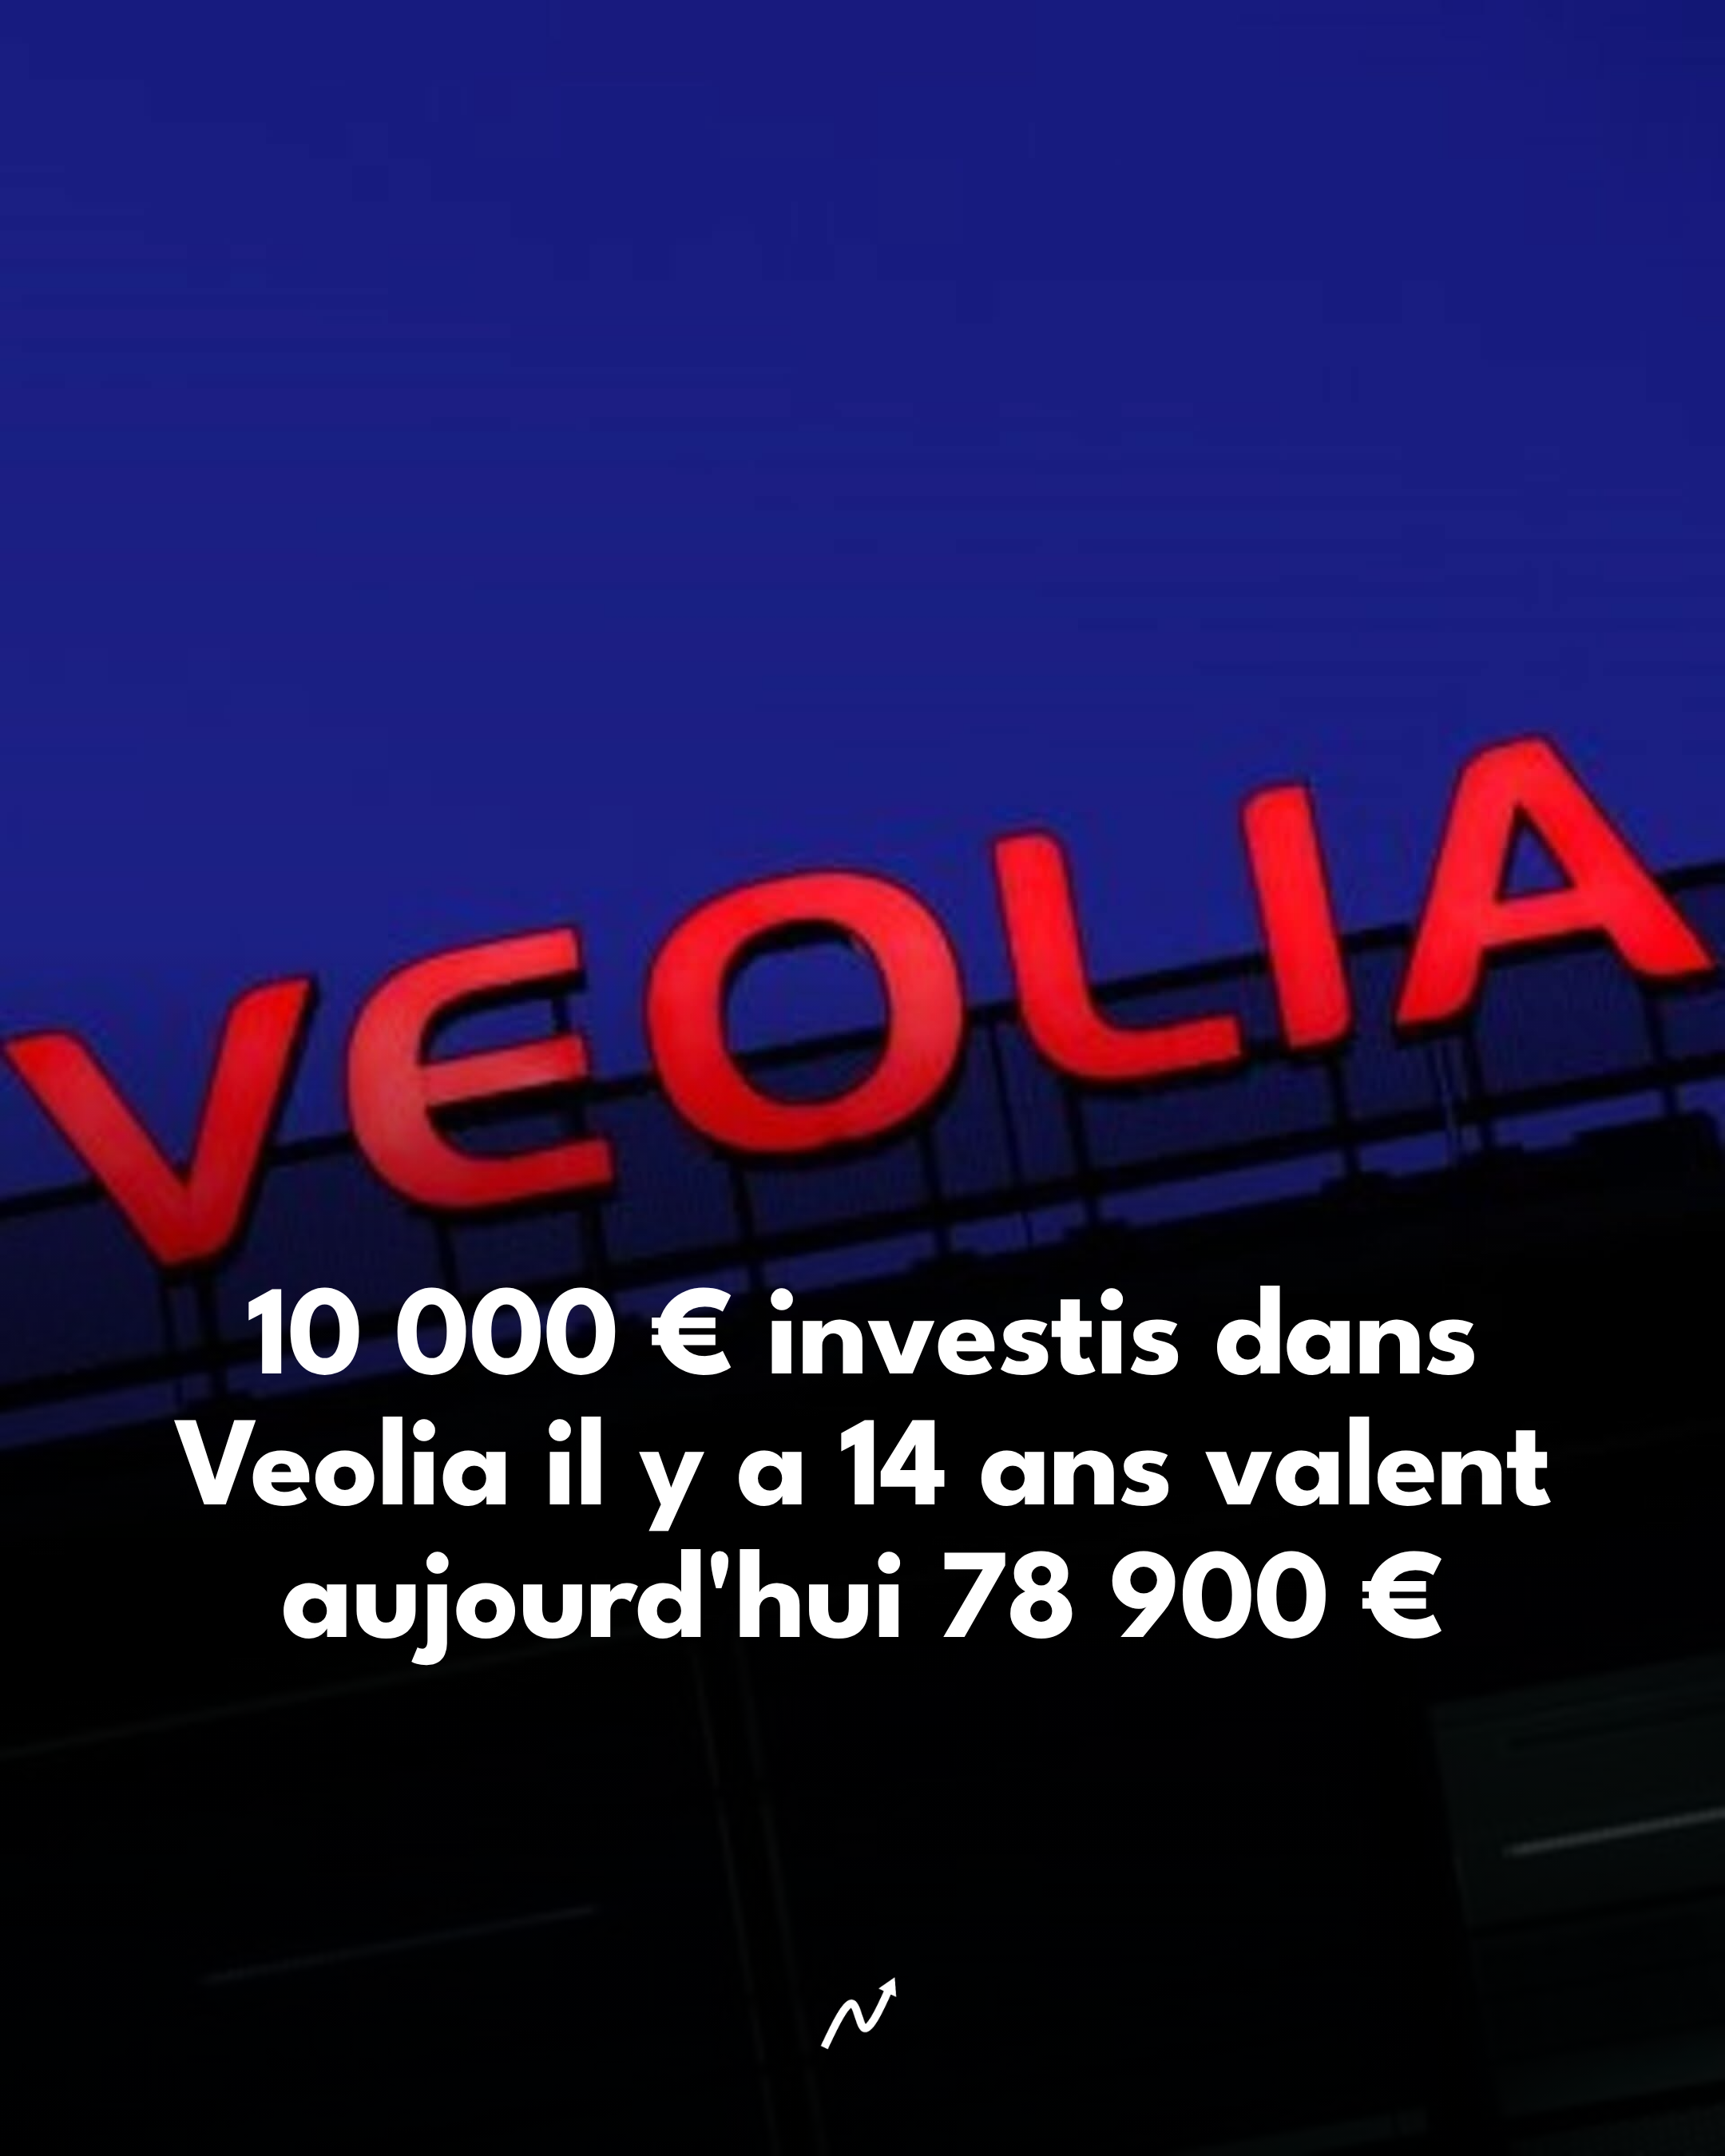 VEOLIA
10 000 € investis dans
Veolia il y a 14 ans valent
aujourd'hui 78 900 €